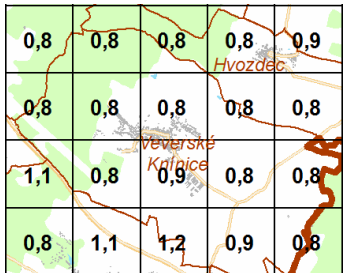 0,8 0,8 0,8 0,8 0,9
Hvozdec
0,8 0,8 0,8 0,8 0,8
Veverské
Knínice
1,1 0,8 0,9 0,8 0,8
0,8 1,1 1,2 0,9 0,8